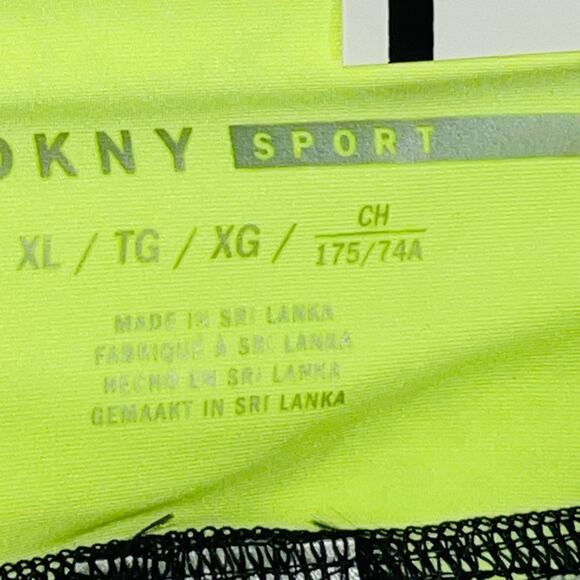 DKNY SPORT
XL / TG / XG / CH 175/74A
MADE IN SRI LANKA
FABRIQUÉ À SRI LANKA
HECHO EN SRI LANKA
GEMAAKT IN SRI LANKA